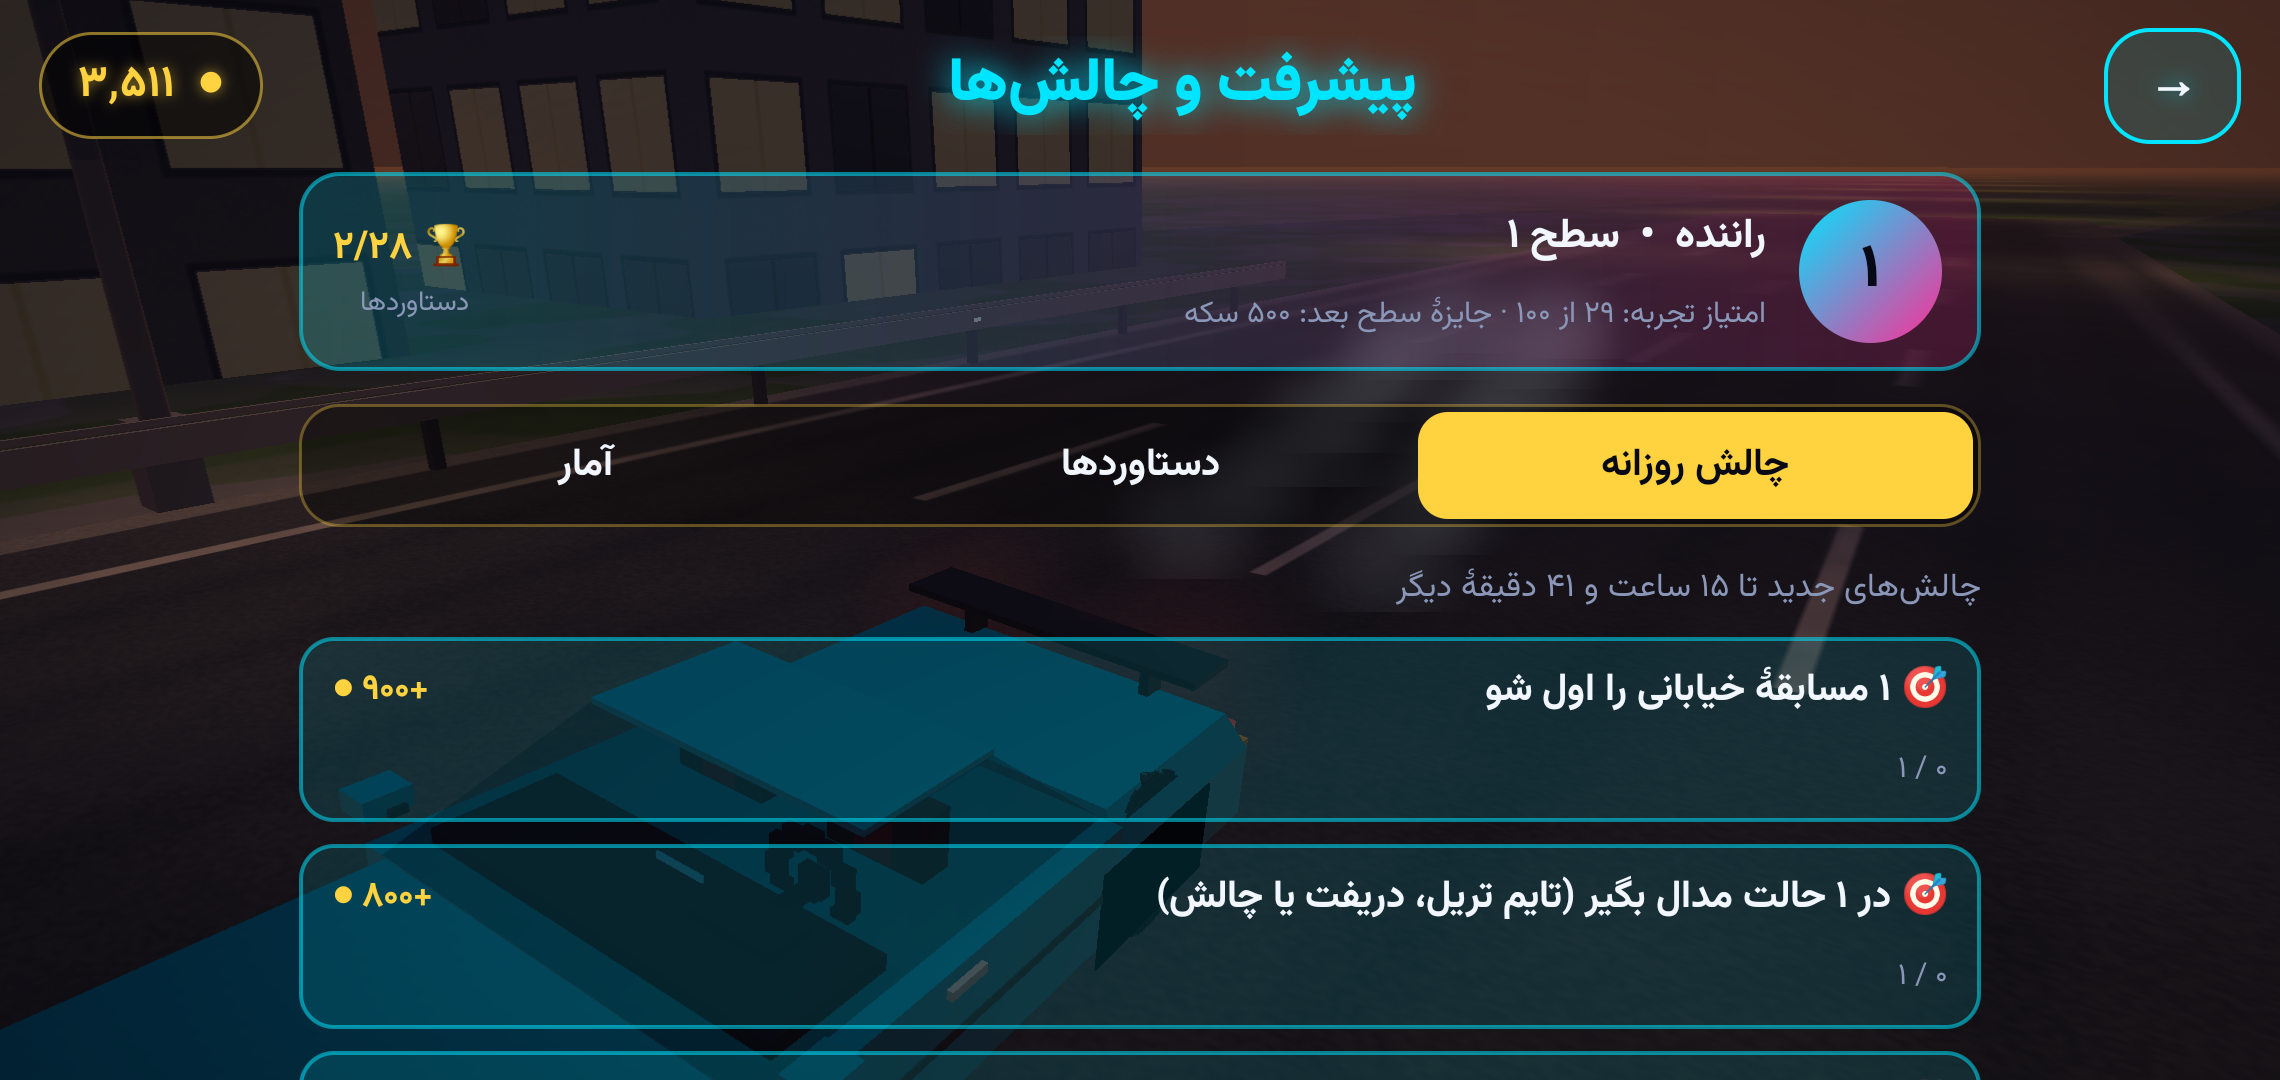 پیشرفت و چالش‌ها
۳,۵۱۱
→
۱
راننده • سطح ۱
امتیاز تجربه: ۲۹ از ۱۰۰ · جایزهٔ سطح بعد: ۵۰۰ سکه
۲/۲۸
دستاوردها
چالش روزانه
دستاوردها
آمار
چالش‌های جدید تا ۱۵ ساعت و ۴۱ دقیقهٔ دیگر
۱ مسابقهٔ خیابانی را اول شو
+۹۰۰
۰ / ۱
در ۱ حالت مدال بگیر (تایم تریل، دریفت یا چالش)
+۸۰۰
۰ / ۱